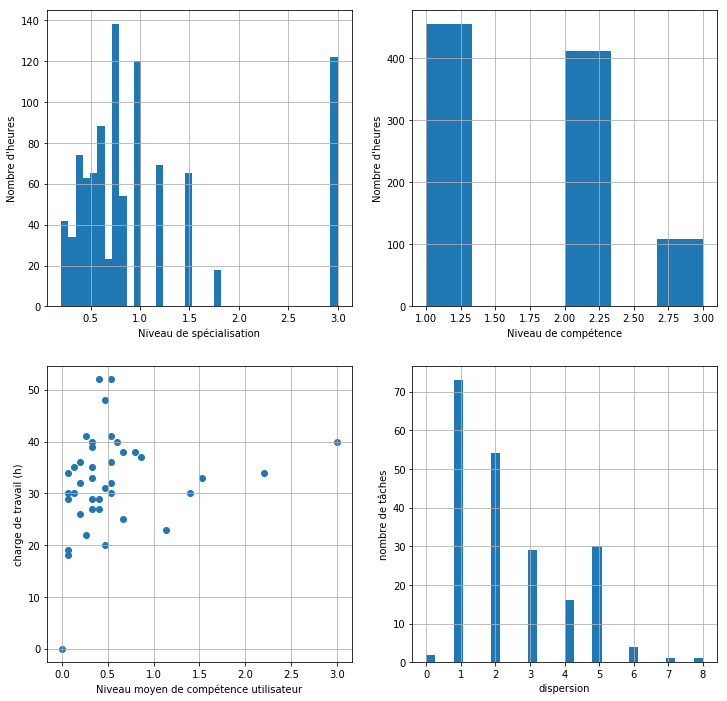 140
120
100
80
60
40
20
0
Nombre d'heures
0.5 1.0 1.5 2.0 2.5 3.0
Niveau de spécialisation
400
300
200
100
0
Nombre d'heures
1.00 1.25 1.50 1.75 2.00 2.25 2.50 2.75 3.00
Niveau de compétence
50
40
30
20
10
0
charge de travail (h)
0.0 0.5 1.0 1.5 2.0 2.5 3.0
Niveau moyen de compétence utilisateur
70
60
50
40
30
20
10
0
nombre de tâches
0 1 2 3 4 5 6 7 8
dispersion